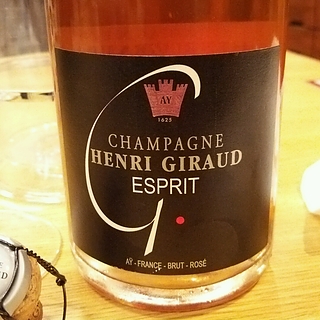 AY
1625
CHAMPAGNE
HENRI GIRAUD
ESPRIT
G
AŸ - FRANCE - BRUT - ROSÉ